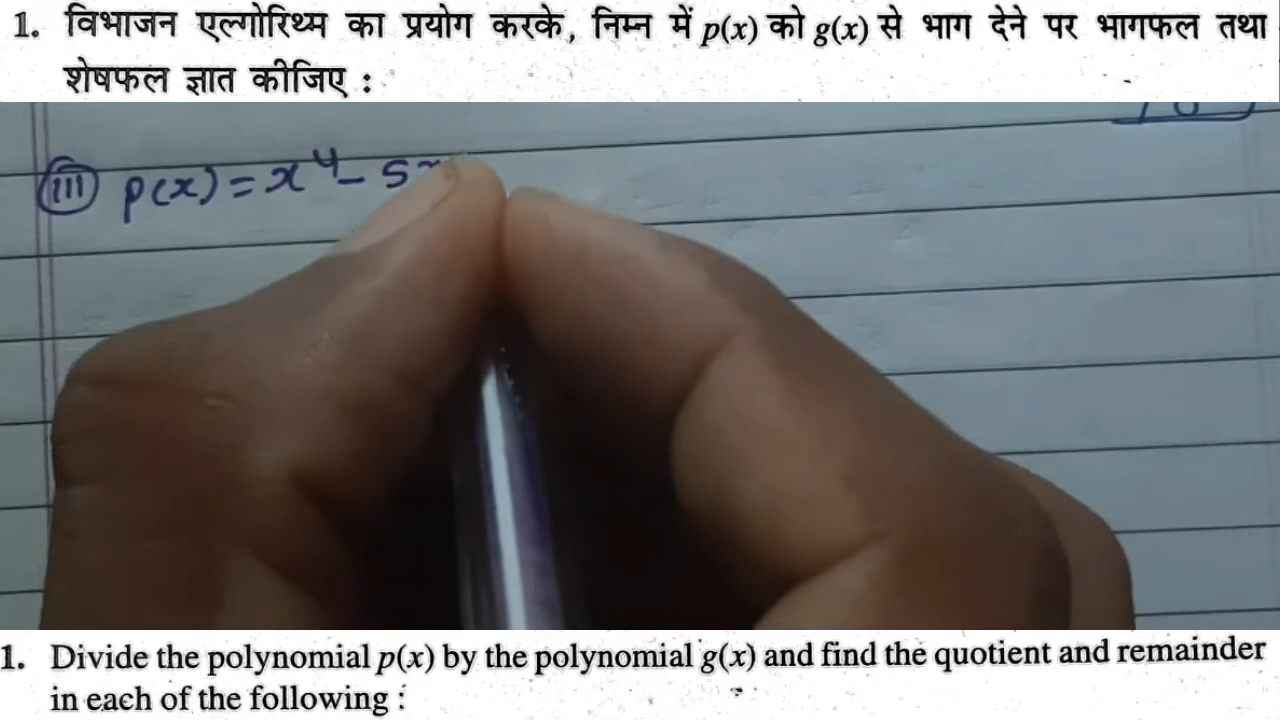 1. विभाजन एल्गोरिथ्म का प्रयोग करके, निम्न में p(x) को g(x) से भाग देने पर भागफल तथा
शेषफल ज्ञात कीजिए :
(iii) p(x) = x⁴ - 5x
1. Divide the polynomial p(x) by the polynomial g(x) and find the quotient and remainder
in each of the following :